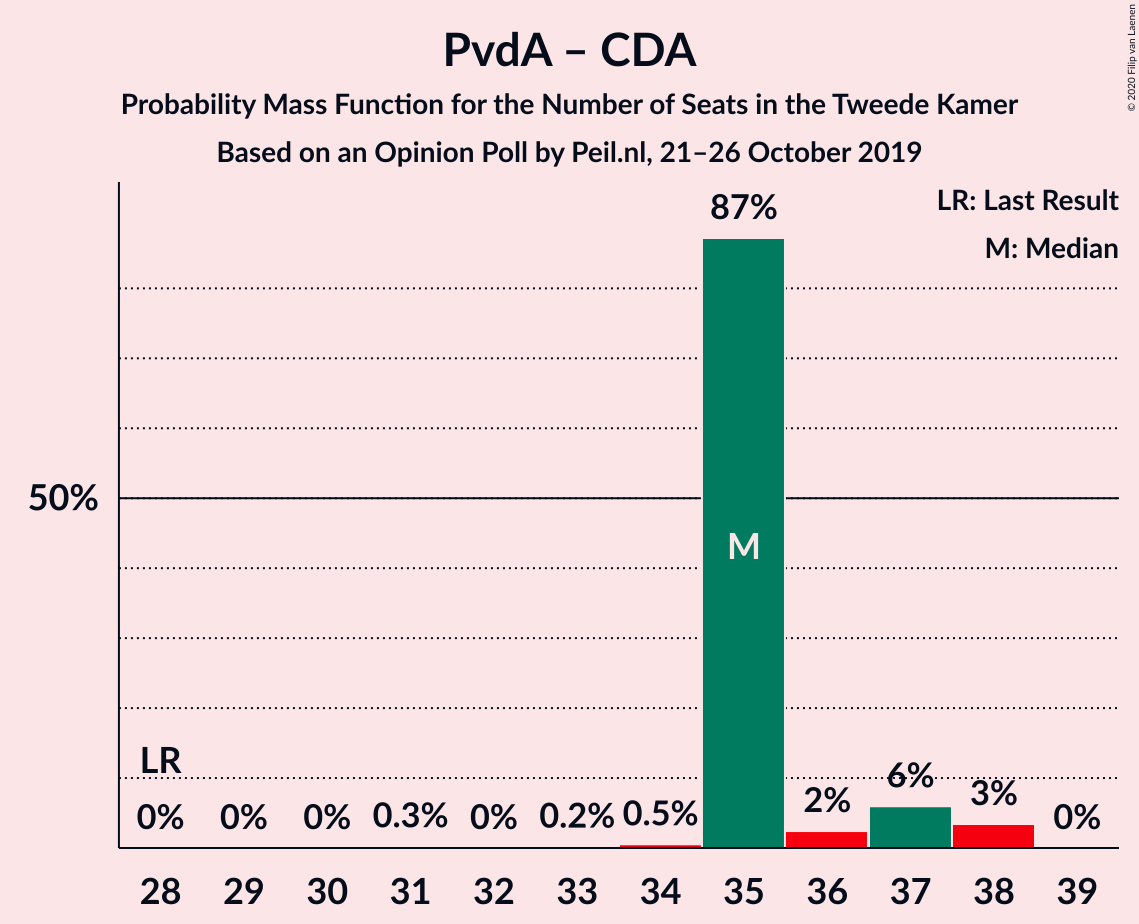 PvdA – CDA
Probability Mass Function for the Number of Seats in the Tweede Kamer
Based on an Opinion Poll by Peil.nl, 21–26 October 2019
© 2020 Filip van Laenen
LR: Last Result
M: Median
87%
50%
M
LR
0% 0% 0% 0.3% 0% 0.2% 0.5% 2% 6% 3% 0%
28 29 30 31 32 33 34 35 36 37 38 39